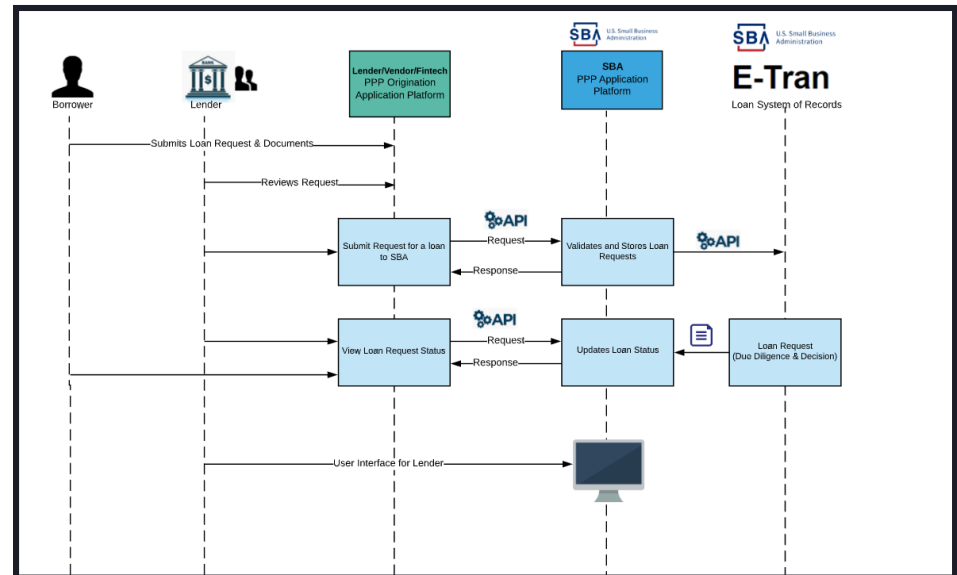 SBA
U.S. Small Business
Administration
SBA
U.S. Small Business
Administration
BANK
$
Lender/Vendor/Fintech
PPP Origination
Application Platform
SBA
PPP Application
Platform
E-Tran
Borrower
Lender
Loan System of Records
Submits Loan Request & Documents
Reviews Request
API
Submit Request for a loan
to SBA
Request
Response
Validates and Stores Loan
Requests
API
API
View Loan Request Status
Request
Response
Updates Loan Status
Loan Request
(Due Diligence & Decision)
User Interface for Lender